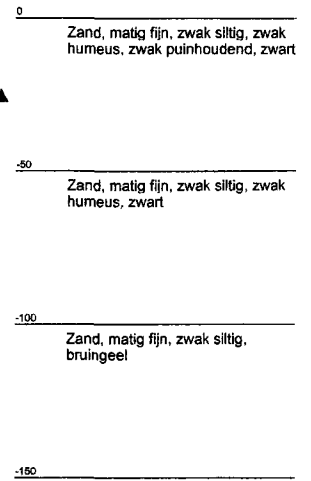 0
Zand, matig fijn, zwak siltig, zwak
humeus, zwak puinhoudend, zwart
-50
Zand, matig fijn, zwak siltig, zwak
humeus, zwart
-100
Zand, matig fijn, zwak siltig,
bruingeel
-150